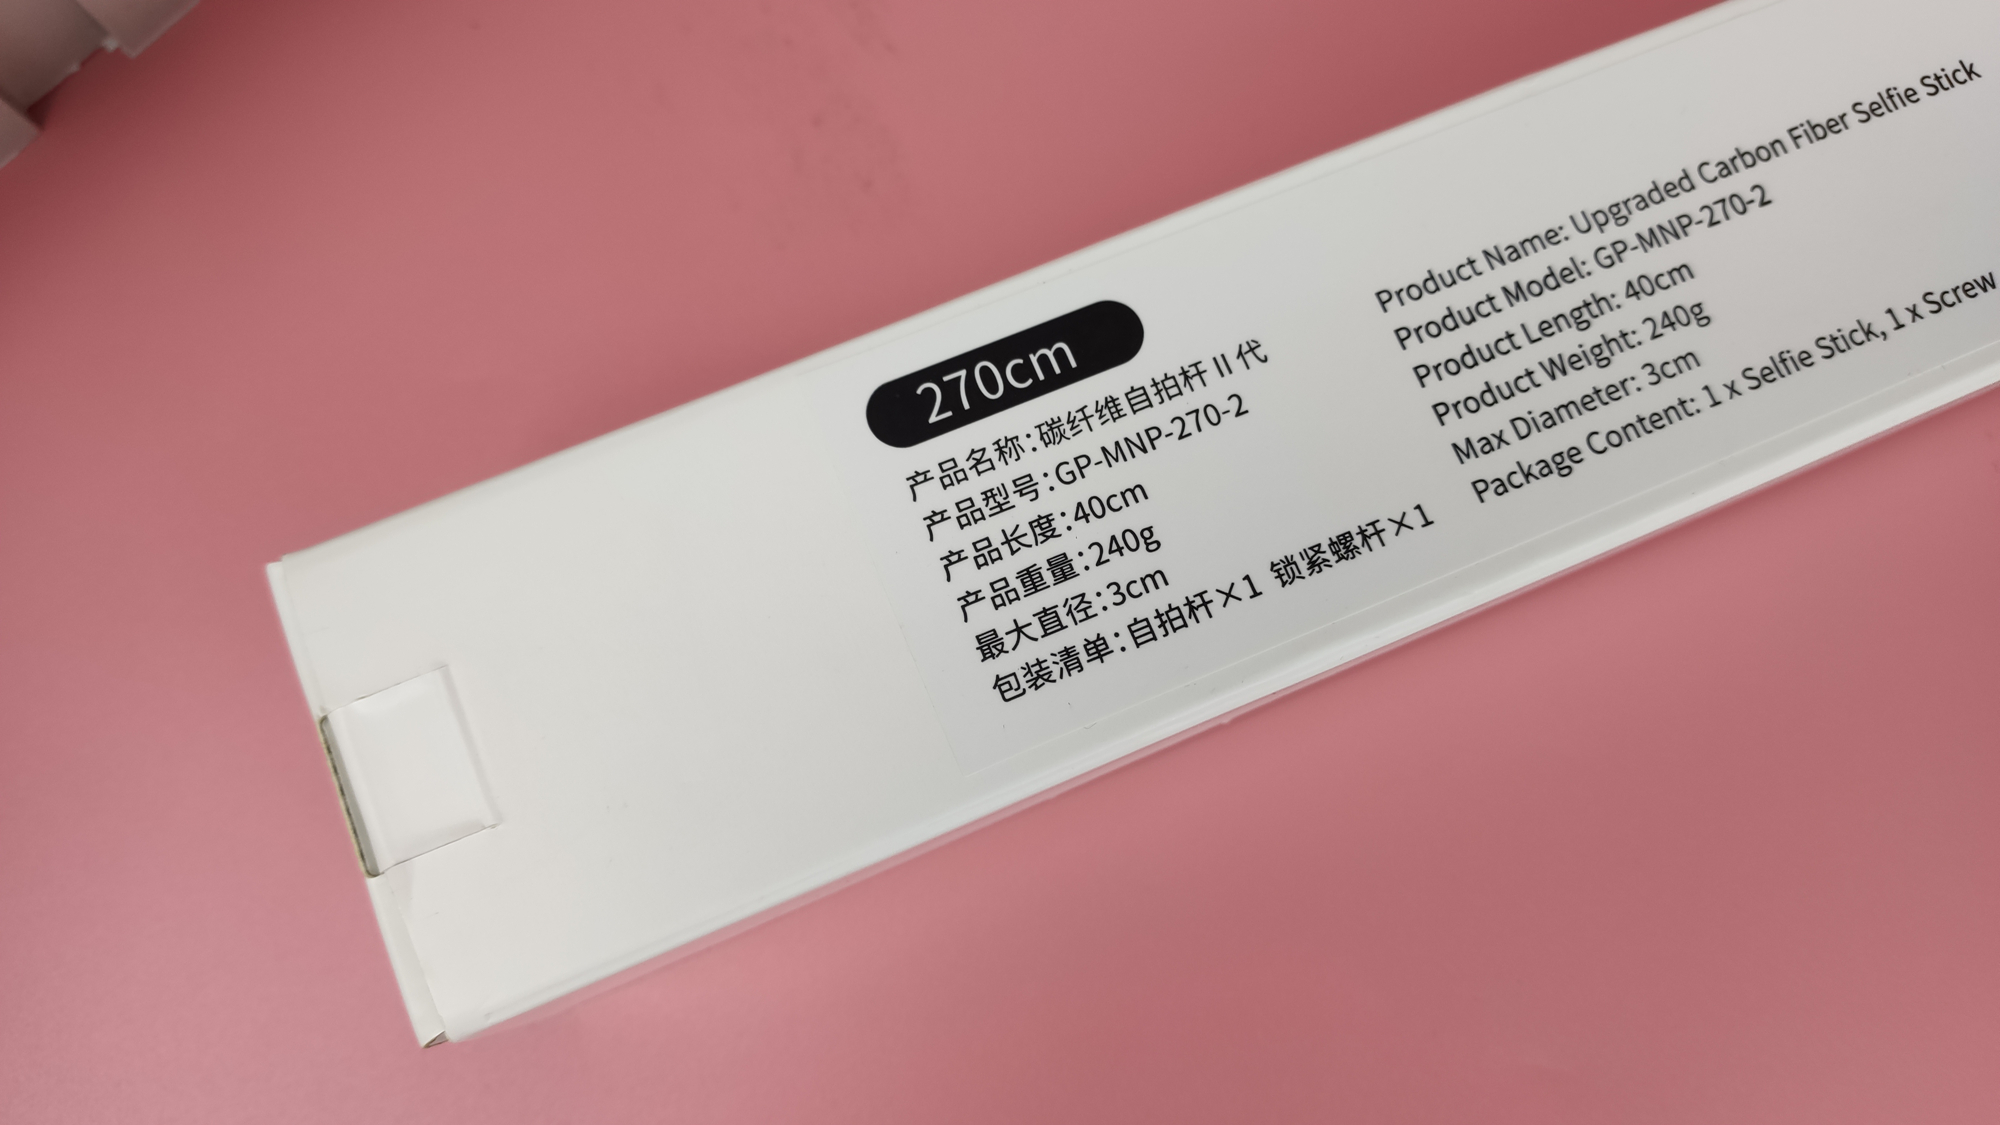 270cm
产品名称：碳纤维自拍杆 II 代
产品型号：GP-MNP-270-2
产品长度：40cm
产品重量：240g
最大直径：3cm
包装清单：自拍杆×1 锁紧螺杆×1
Product Name: Upgraded Carbon Fiber Selfie Stick
Product Model: GP-MNP-270-2
Product Length: 40cm
Product Weight: 240g
Max Diameter: 3cm
Package Content: 1 x Selfie Stick, 1 x Screw